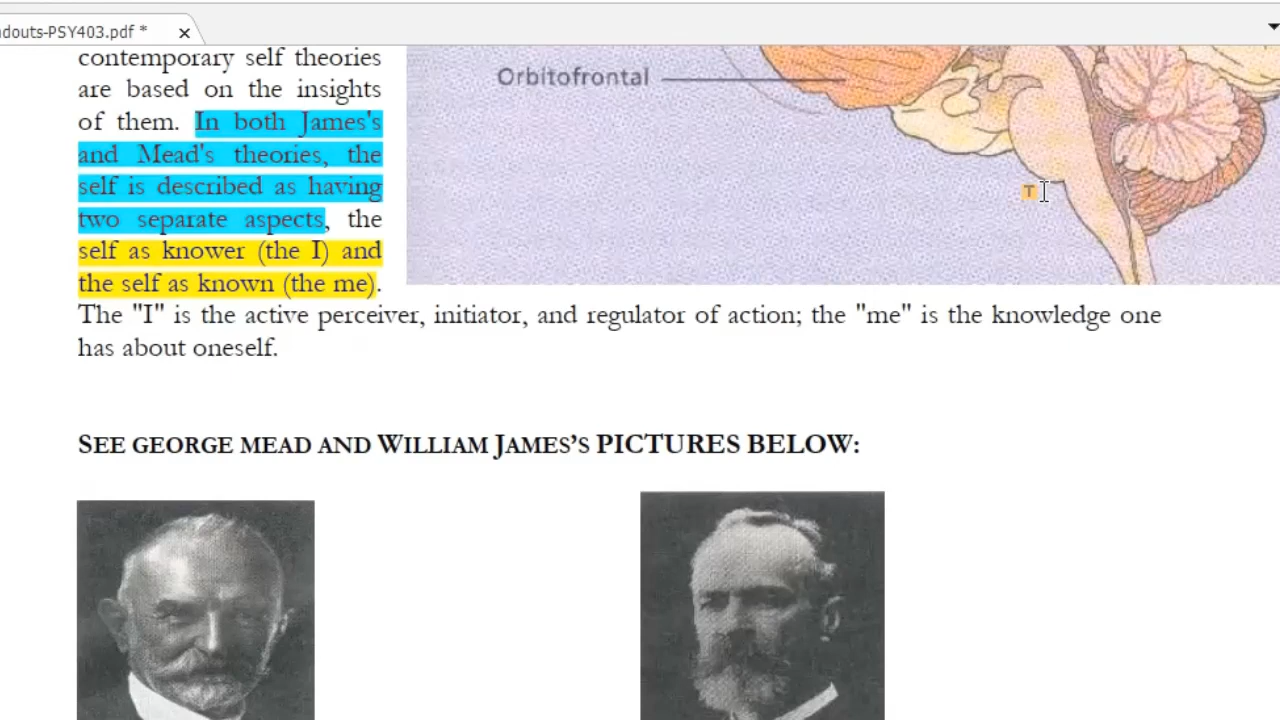 douts-PSY403.pdf *
contemporary self theories
are based on the insights
of them. In both James's
and Mead's theories, the
self is described as having
two separate aspects, the
self as knower (the I) and
the self as known (the me).
The "I" is the active perceiver, initiator, and regulator of action; the "me" is the knowledge one
has about oneself.
Orbitofrontal
T
SEE GEORGE MEAD AND WILLIAM JAMES’S PICTURES BELOW: